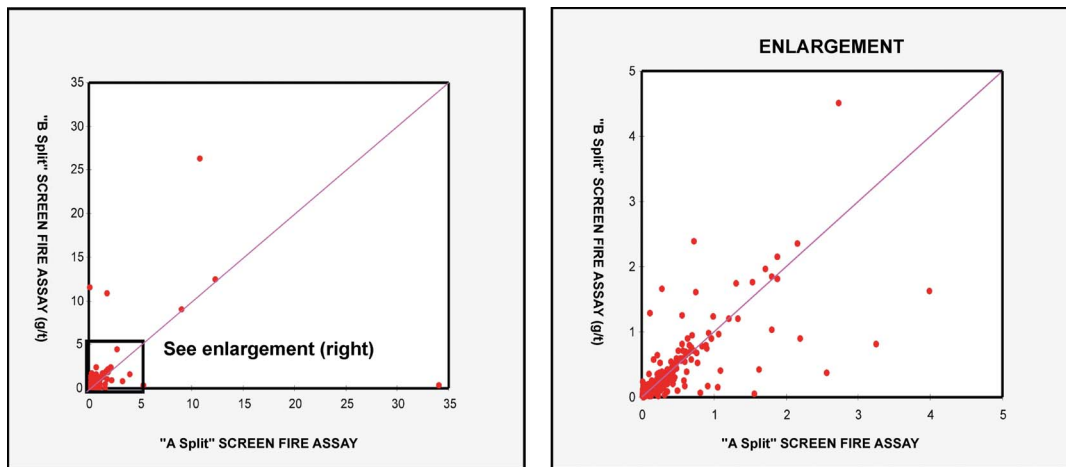 35
30
25
20
15
10
5
0
"B Split" SCREEN FIRE ASSAY (g/t)
See enlargement (right)
0 5 10 15 20 25 30 35
"A Split" SCREEN FIRE ASSAY
ENLARGEMENT
5
4
3
2
1
0
"B Split" SCREEN FIRE ASSAY (g/t)
0 1 2 3 4 5
"A Split" SCREEN FIRE ASSAY